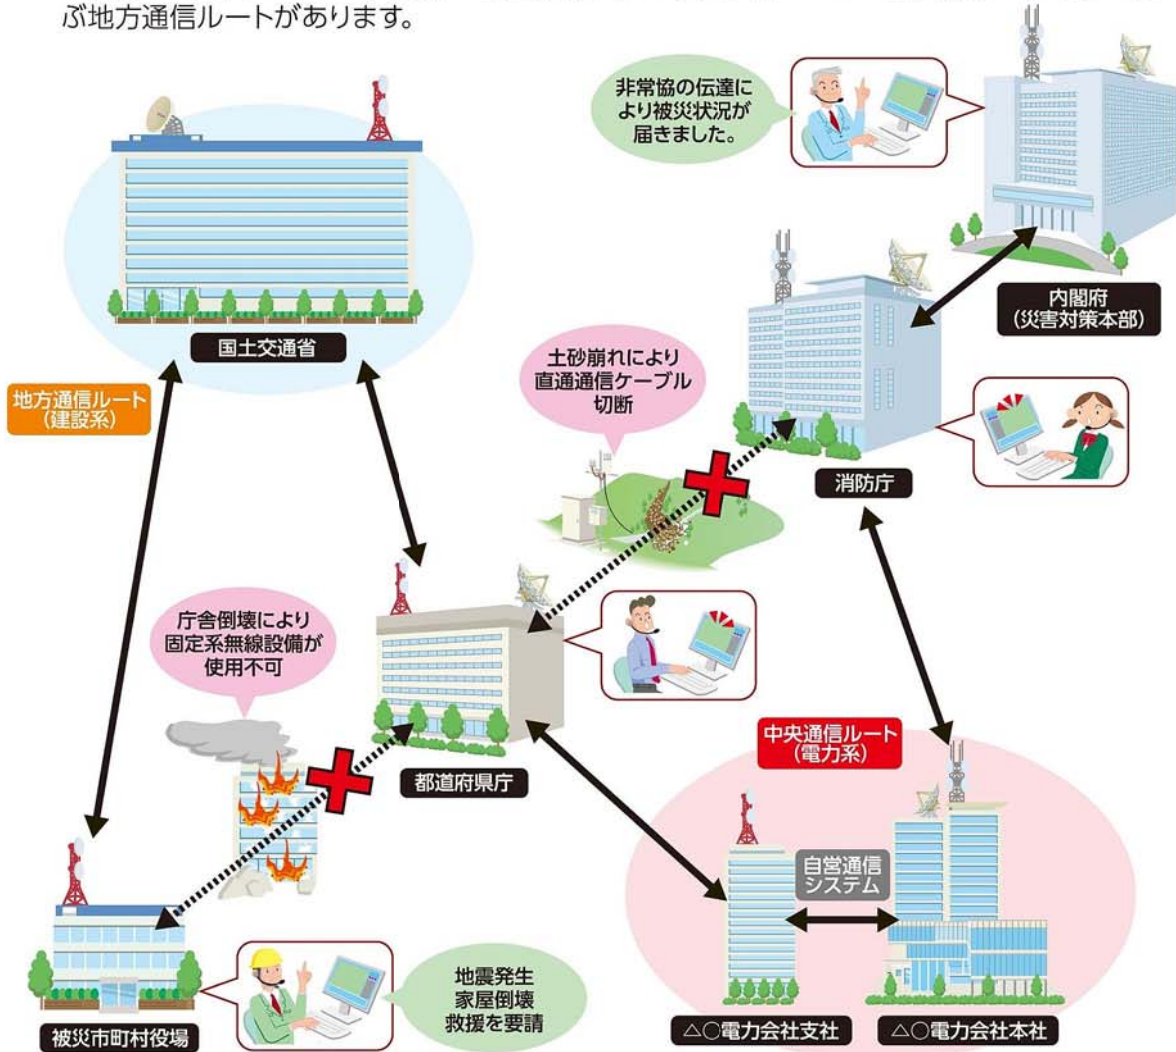 ぶ地方通信ルートがあります。
非常協の伝達に
より被災状況が
届きました。
内閣府
（災害対策本部）
国土交通省
土砂崩れにより
直通通信ケーブル
切断
地方通信ルート
（建設系）
消防庁
庁舎倒壊により
固定系無線設備が
使用不可
都道府県庁
中央通信ルート
（電力系）
自営通信
システム
地震発生
家屋倒壊
救援を要請
被災市町村役場
△○電力会社支社
△○電力会社本社